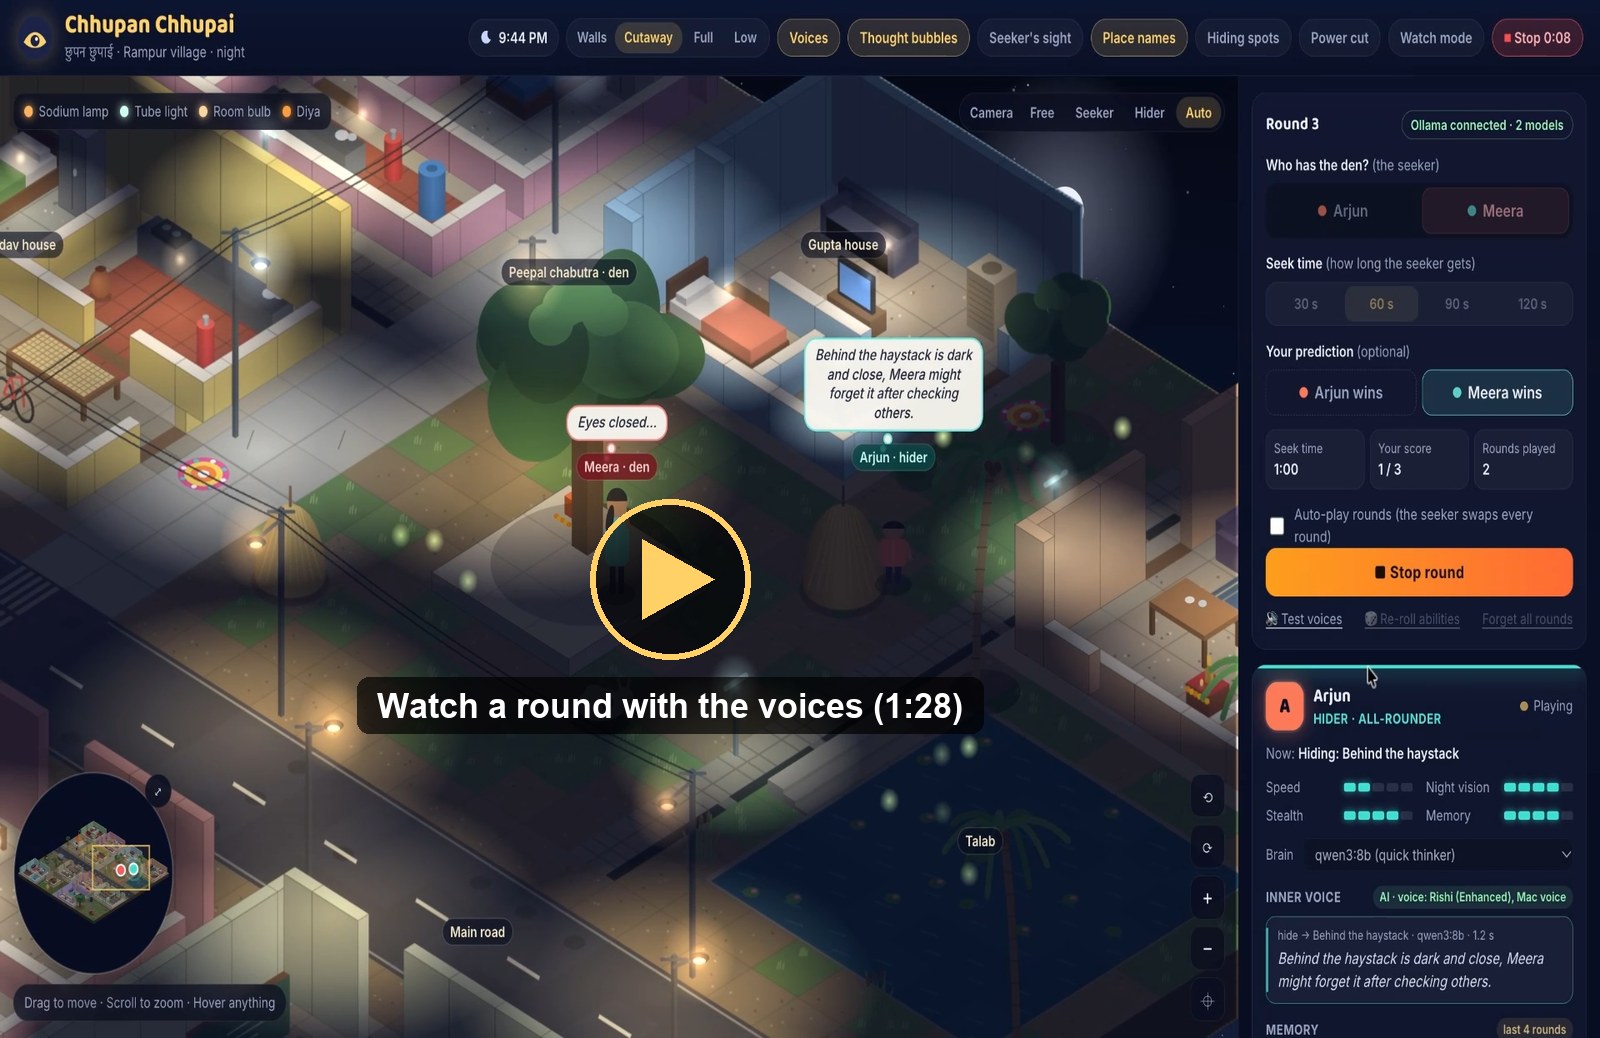 Chhupan Chhupai
छुपन छुपाई · Rampur village · night
9:44 PM
Walls Cutaway Full Low
Voices
Thought bubbles
Seeker's sight
Place names
Hiding spots
Power cut
Watch mode
Stop 0:08
Sodium lamp Tube light Room bulb Diya
Camera Free Seeker Hider Auto
dav house
Peepal chabutra · den
Gupta house
Behind the haystack is dark
and close, Meera might
forget it after checking
others.
Eyes closed...
Meera · den
Arjun · hider
Watch a round with the voices (1:28)
Talab
Main road
Drag to move · Scroll to zoom · Hover anything
Round 3
Ollama connected · 2 models
Who has the den? (the seeker)
Arjun Meera
Seek time (how long the seeker gets)
30 s 60 s 90 s 120 s
Your prediction (optional)
Arjun wins Meera wins
Seek time Your score Rounds played
1:00 1 / 3 2
Auto-play rounds (the seeker swaps every
round)
Stop round
Test voices Re-roll abilities Forget all rounds
A
Arjun
HIDER · ALL-ROUNDER
Playing
Now: Hiding: Behind the haystack
Speed Night vision
Stealth Memory
Brain qwen3:8b (quick thinker)
INNER VOICE AI · voice: Rishi (Enhanced), Mac voice
hide → Behind the haystack · qwen3:8b · 1.2 s
Behind the haystack is dark and close, Meera
might forget it after checking others.
MEMORY last 4 rounds